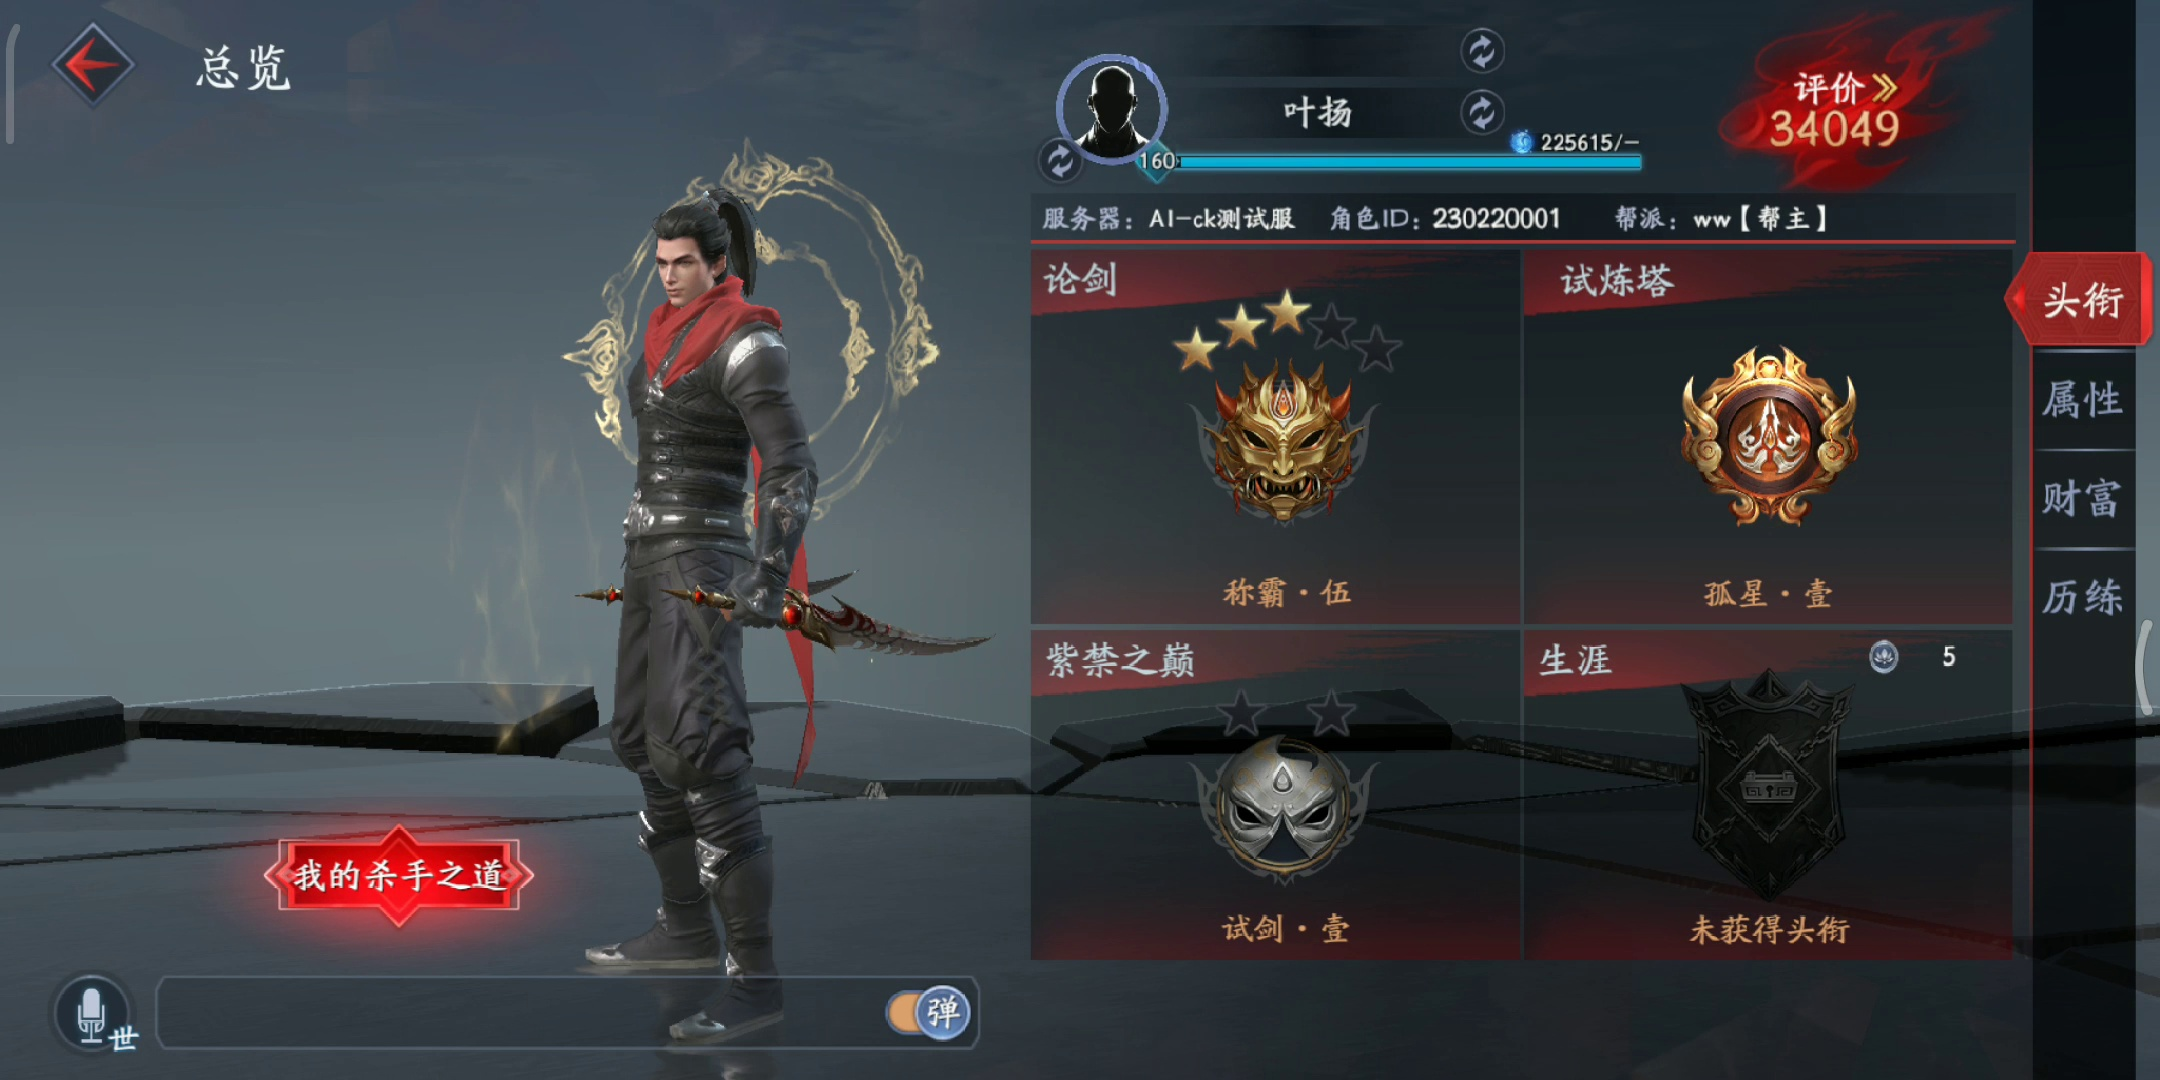 总览
叶扬
160
225615/-
评价
34049
服务器：AI-ck测试服 角色ID：230220001 帮派：ww【帮主】
论剑
称霸·伍
试炼塔
孤星·壹
紫禁之巅
试剑·壹
生涯 5
未获得头衔
头衔
属性
财富
历练
我的杀手之道
世
弹